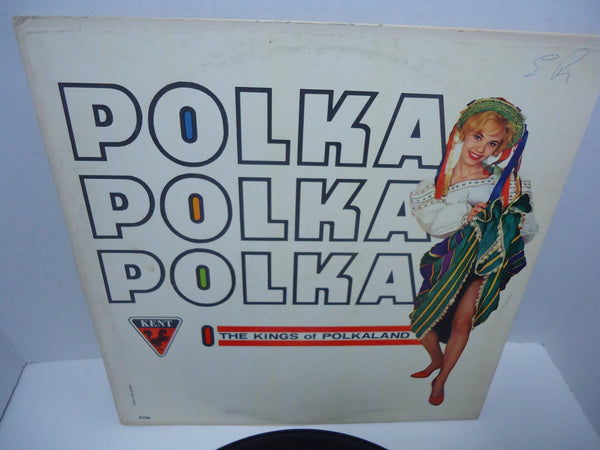 POLKA
POLKA
POLKA
KENT
THE KINGS of POLKALAND